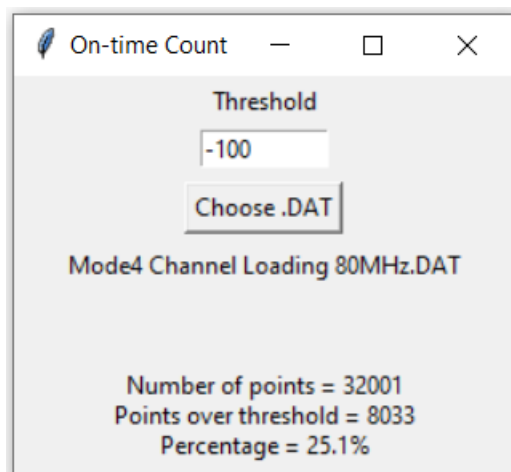 On-time Count
Threshold
-100
Choose .DAT
Mode4 Channel Loading 80MHz.DAT
Number of points = 32001
Points over threshold = 8033
Percentage = 25.1%